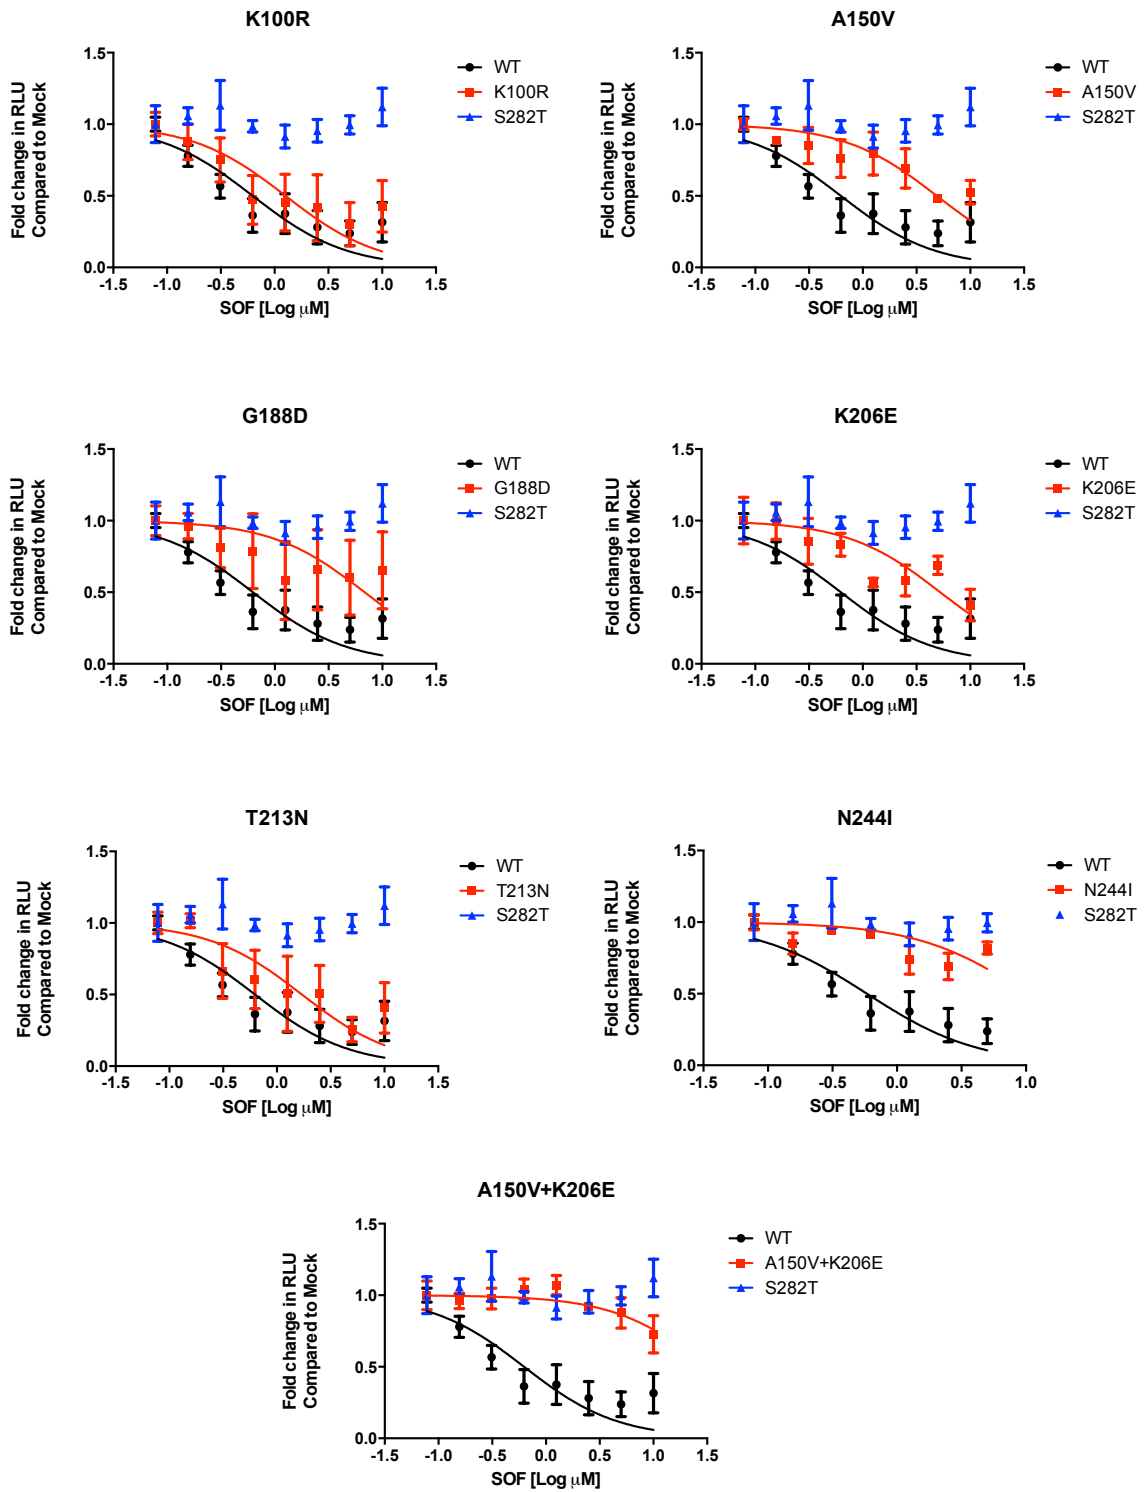 K100R
Fold change in RLU
Compared to Mock
1.5
1.0
0.5
0.0
-1.5 -1.0 -0.5 0.0 0.5 1.0 1.5
SOF [Log μM]
WT
K100R
S282T
A150V
Fold change in RLU
Compared to Mock
1.5
1.0
0.5
0.0
-1.5 -1.0 -0.5 0.0 0.5 1.0 1.5
SOF [Log μM]
WT
A150V
S282T
G188D
Fold change in RLU
Compared to Mock
1.5
1.0
0.5
0.0
-1.5 -1.0 -0.5 0.0 0.5 1.0 1.5
SOF [Log μM]
WT
G188D
S282T
K206E
Fold change in RLU
Compared to Mock
1.5
1.0
0.5
0.0
-1.5 -1.0 -0.5 0.0 0.5 1.0 1.5
SOF [Log μM]
WT
K206E
S282T
T213N
Fold change in RLU
Compared to Mock
1.5
1.0
0.5
0.0
-1.5 -1.0 -0.5 0.0 0.5 1.0 1.5
SOF [Log μM]
WT
T213N
S282T
N244I
Fold change in RLU
Compared to Mock
1.5
1.0
0.5
0.0
-1.5 -1.0 -0.5 0.0 0.5 1.0
SOF [Log μM]
WT
N244I
S282T
A150V+K206E
Fold change in RLU
Compared to Mock
1.5
1.0
0.5
0.0
-1.5 -1.0 -0.5 0.0 0.5 1.0 1.5
SOF [Log μM]
WT
A150V+K206E
S282T